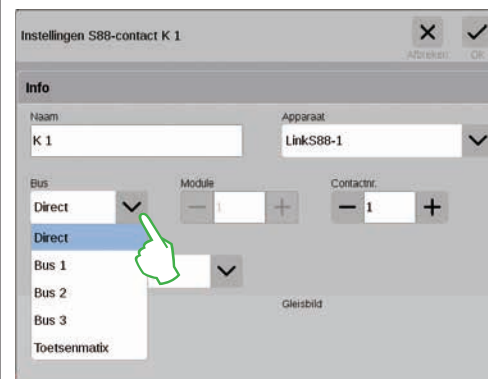 Instellingen S88-contact K 1
Afbreken OK
Info
Naam Apparaat
K 1 LinkS88-1
Bus Module Contactnr.
Direct 1 1
Direct
Bus 1
Bus 2
Bus 3
Toetsenmatix
Gleisbild